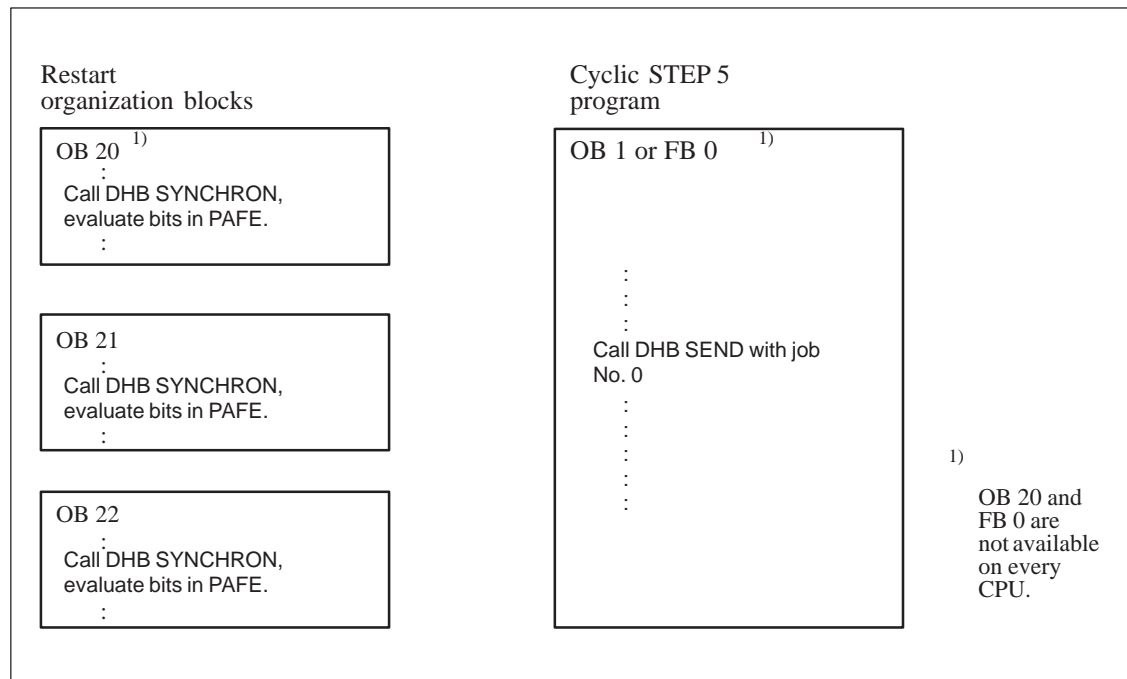 Restart
organization blocks
OB 20 1)
:
Call DHB SYNCHRON,
evaluate bits in PAFE.
:
OB 21
:
Call DHB SYNCHRON,
evaluate bits in PAFE.
:
OB 22
:
Call DHB SYNCHRON,
evaluate bits in PAFE.
:
Cyclic STEP 5
program
OB 1 or FB 0 1)
:
:
:
Call DHB SEND with job
No. 0
:
:
:
:
:
1)
OB 20 and
FB 0 are
not available
on every
CPU.